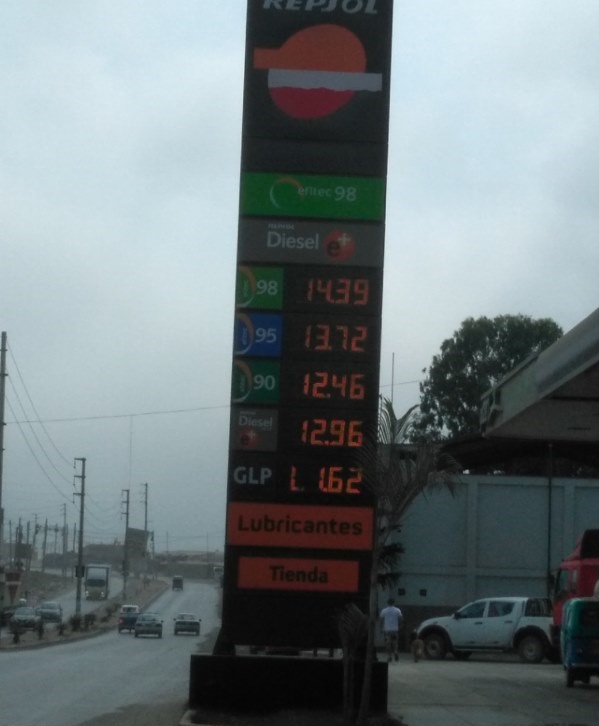 REPSOL
efitec 98
Diesel e+
98 14.39
95 13.72
90 12.46
Diesel e 12.96
GLP L 1.62
Lubricantes
Tienda